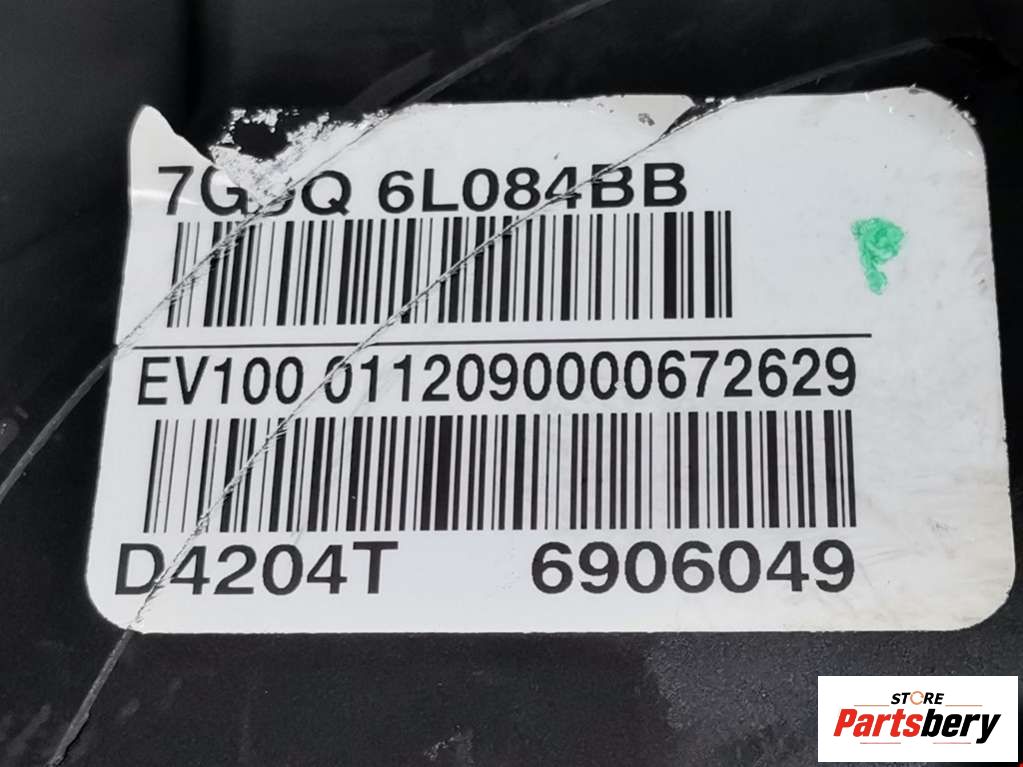 6L084BB
EV100 0112090000672629
D4204T 6906049
STORE
Partsbery